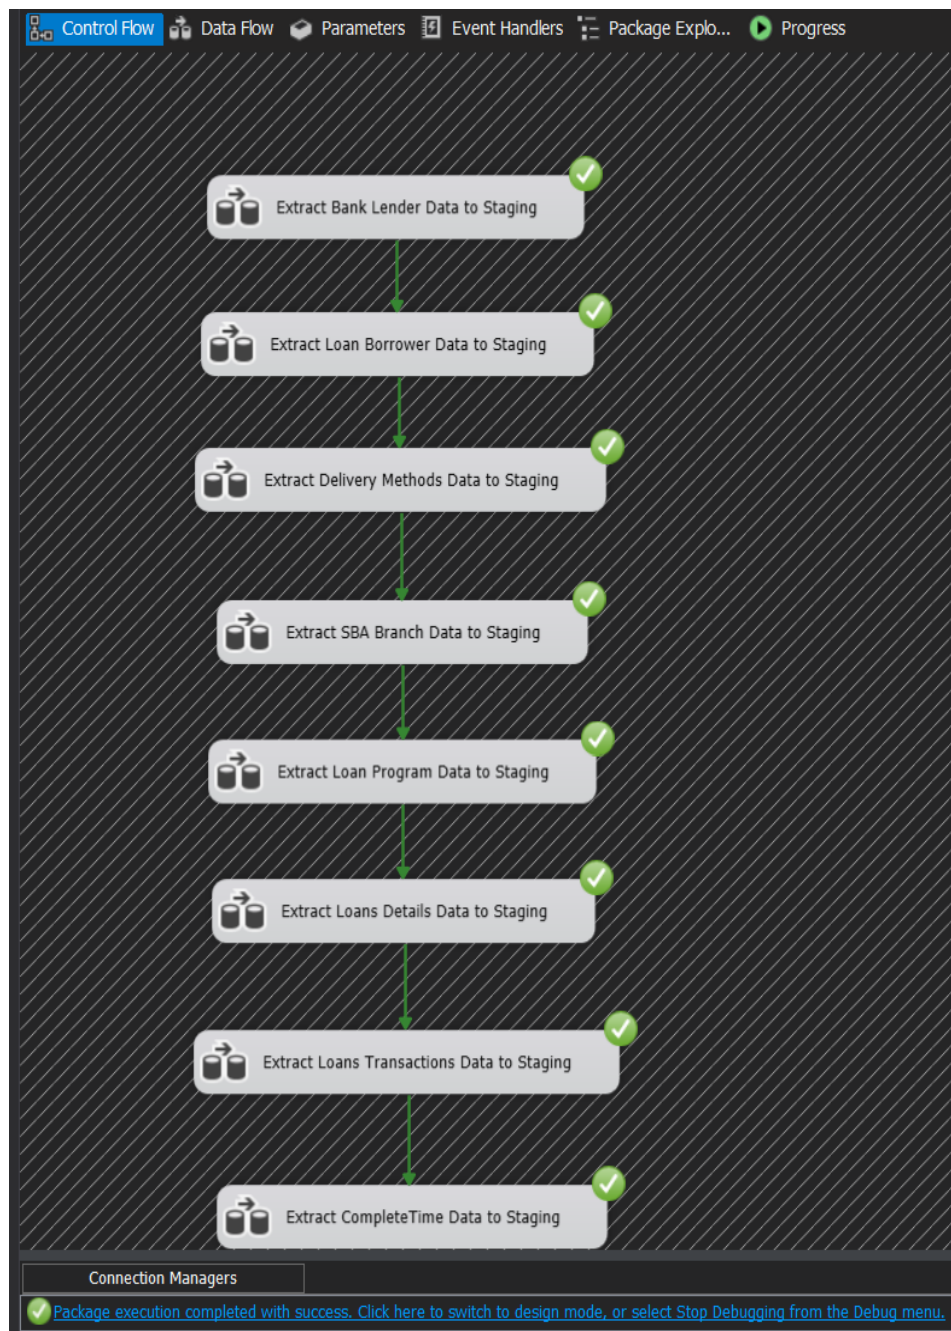 Control Flow Data Flow Parameters Event Handlers Package Explo... Progress
Extract Bank Lender Data to Staging
Extract Loan Borrower Data to Staging
Extract Delivery Methods Data to Staging
Extract SBA Branch Data to Staging
Extract Loan Program Data to Staging
Extract Loans Details Data to Staging
Extract Loans Transactions Data to Staging
Extract CompleteTime Data to Staging
Connection Managers
Package execution completed with success. Click here to switch to design mode, or select Stop Debugging from the Debug menu.